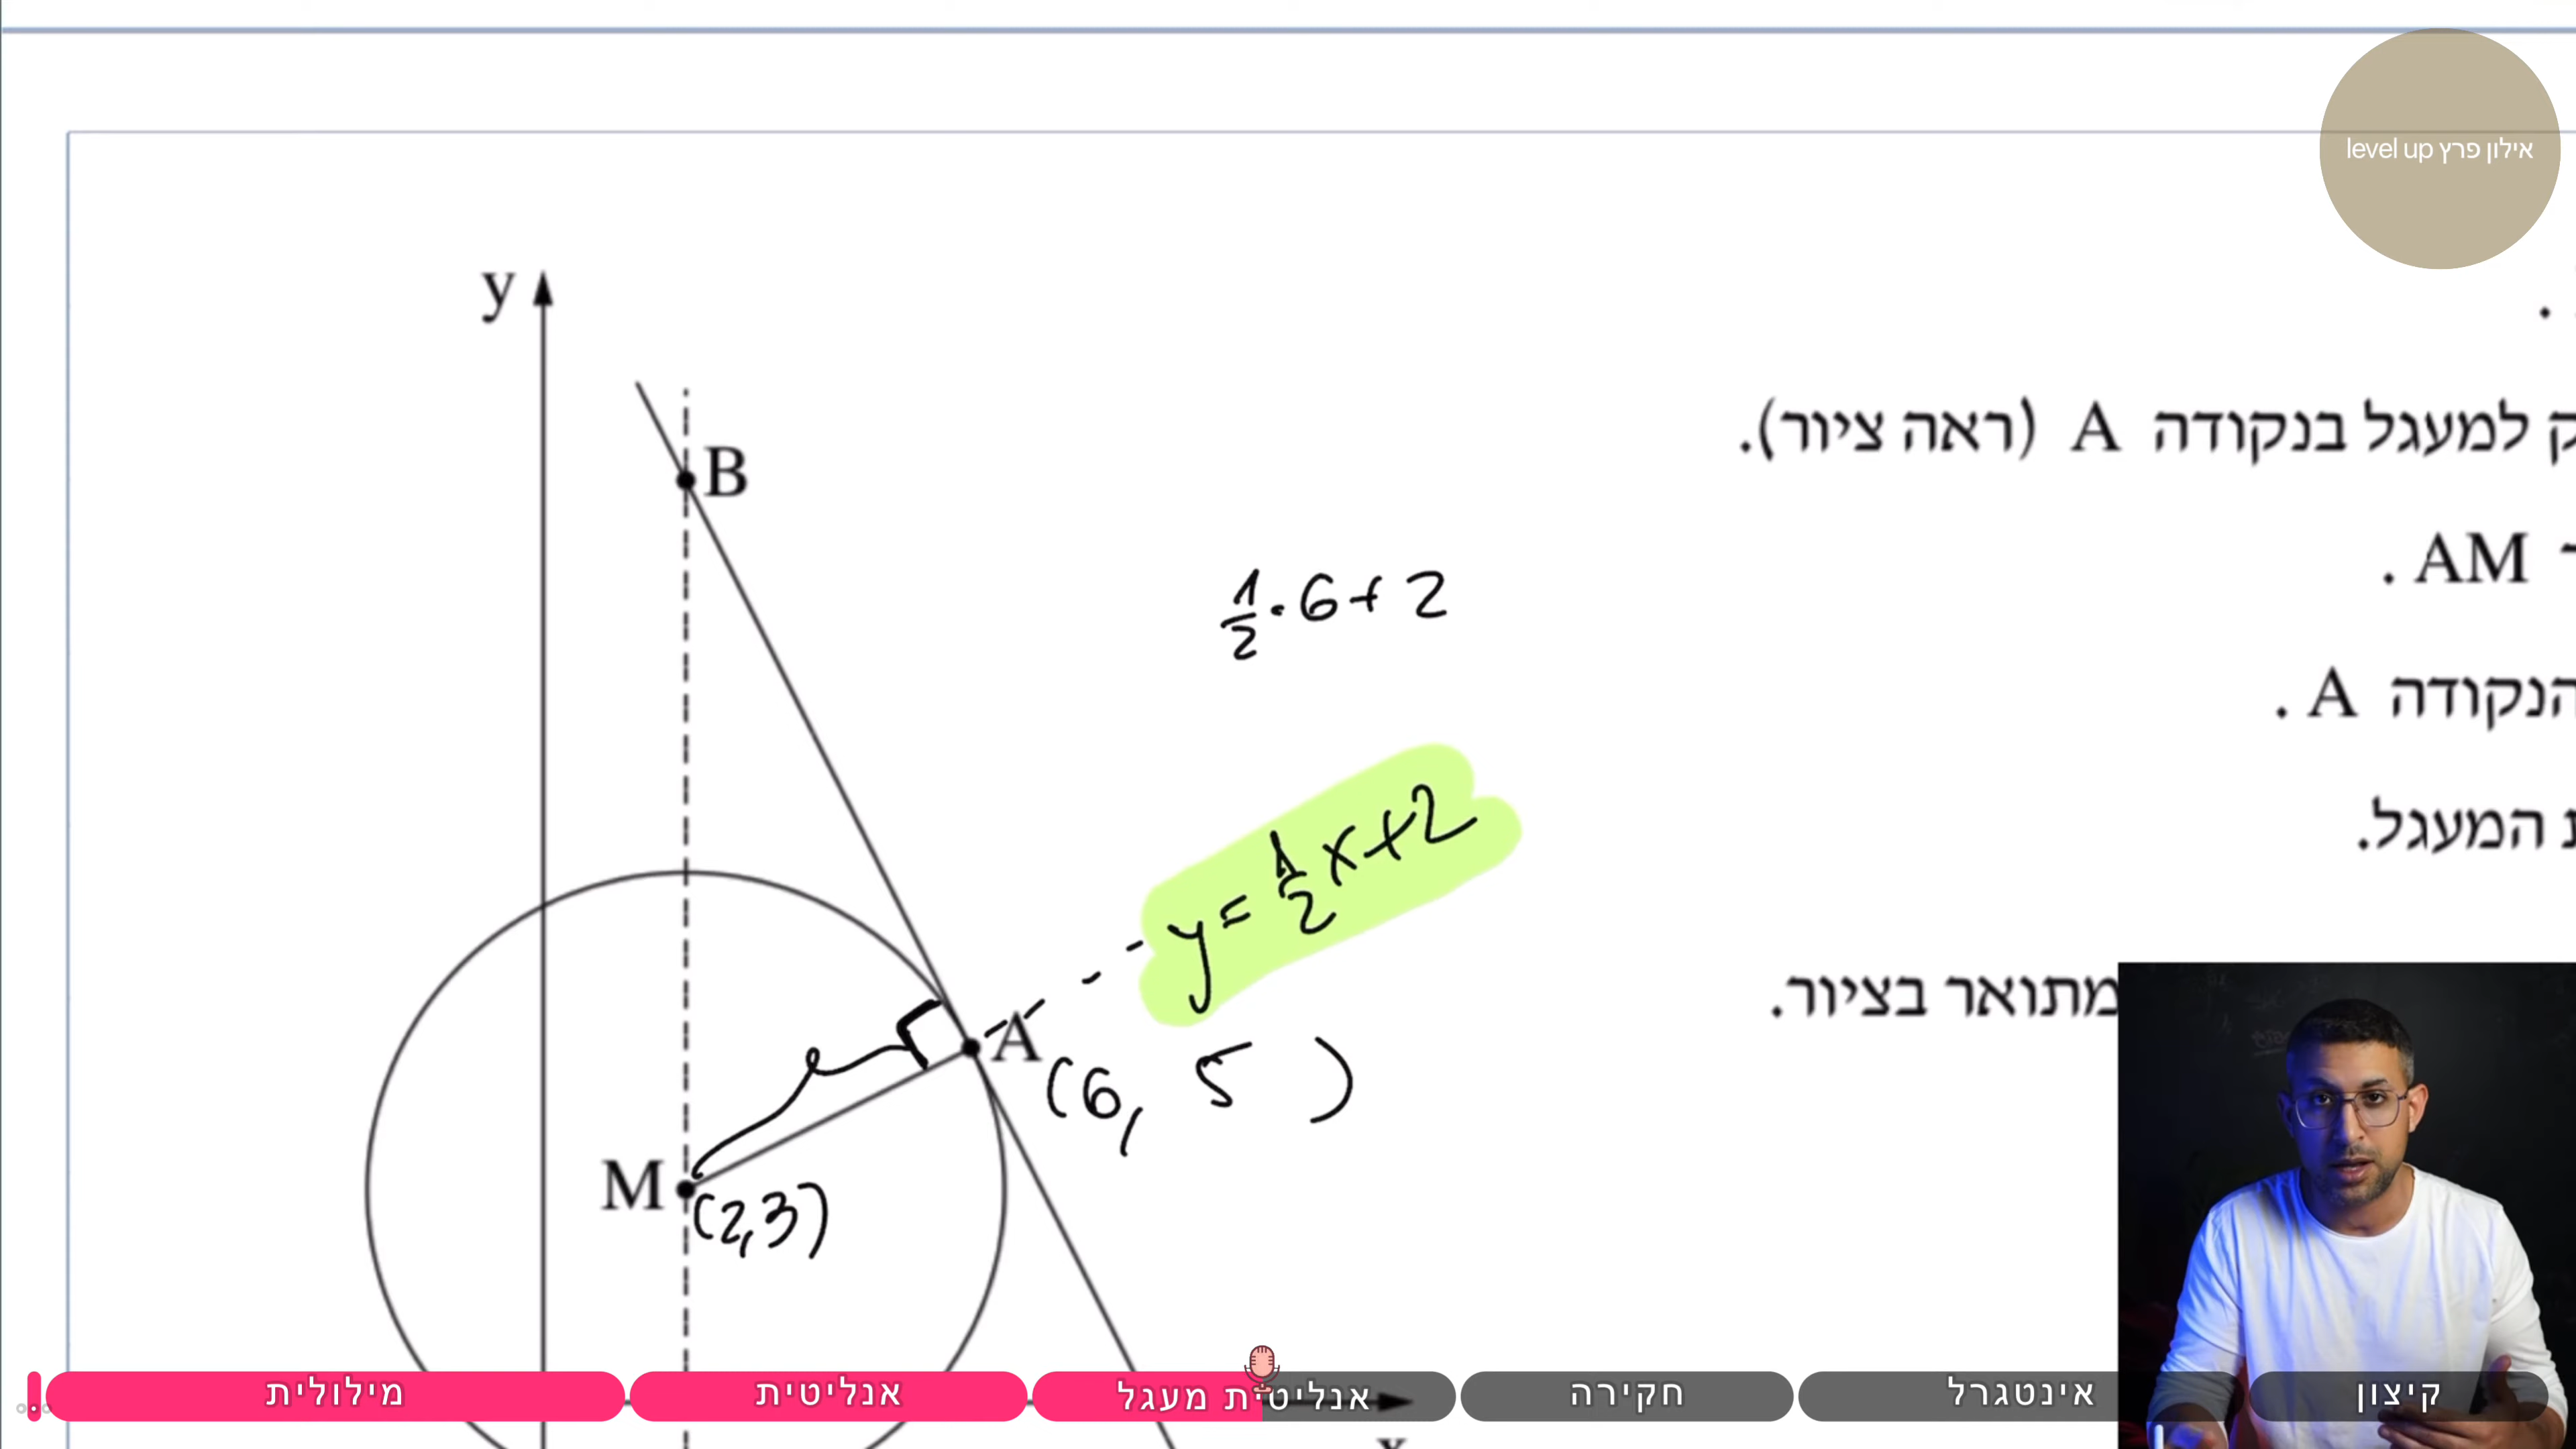 אילון פרץ level up
y
.
ק למעגל בנקודה A (ראה ציור).
B
AM .
1/2 · 6 + 2
הנקודה A .
y = 1/2 x + 2
ת המעגל.
מתואר בציור.
A
(6, 5 )
M
(2,3)
מילולית
אנליטית
אנליטית מעגל
חקירה
אינטגרל
קיצון
x